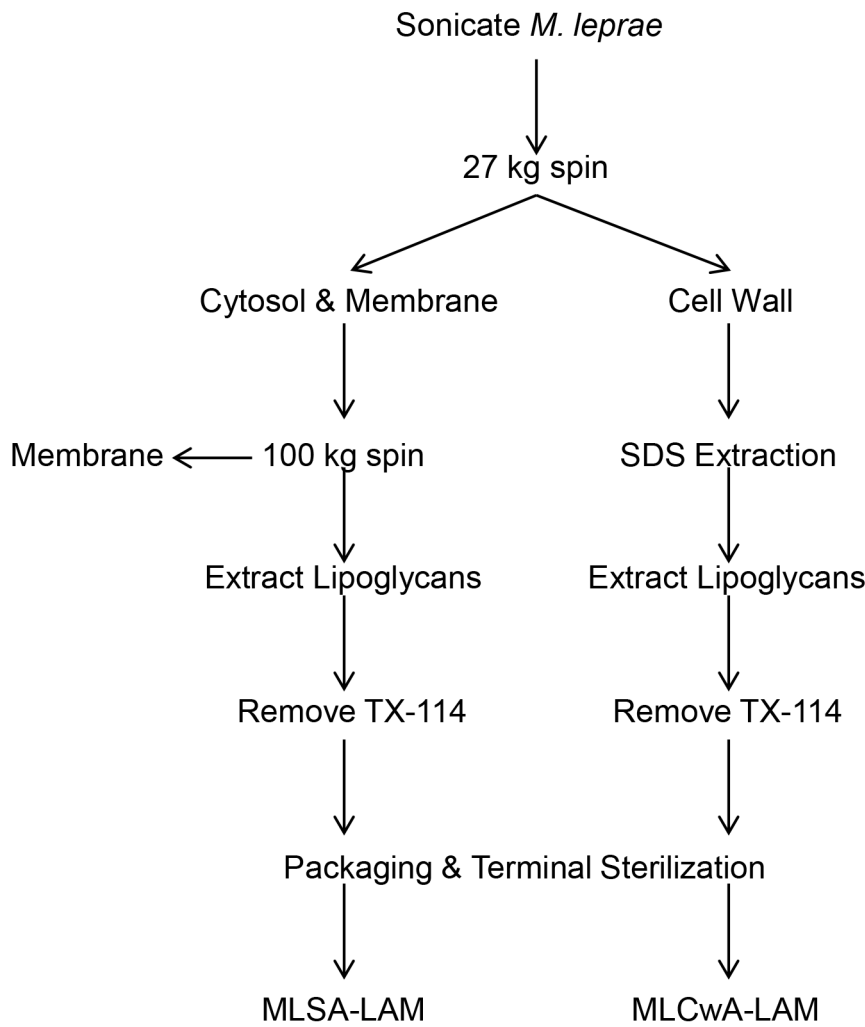 Sonicate M. leprae
27 kg spin
Cytosol & Membrane
Cell Wall
Membrane
100 kg spin
SDS Extraction
Extract Lipoglycans
Extract Lipoglycans
Remove TX-114
Remove TX-114
Packaging & Terminal Sterilization
MLSA-LAM
MLCwA-LAM